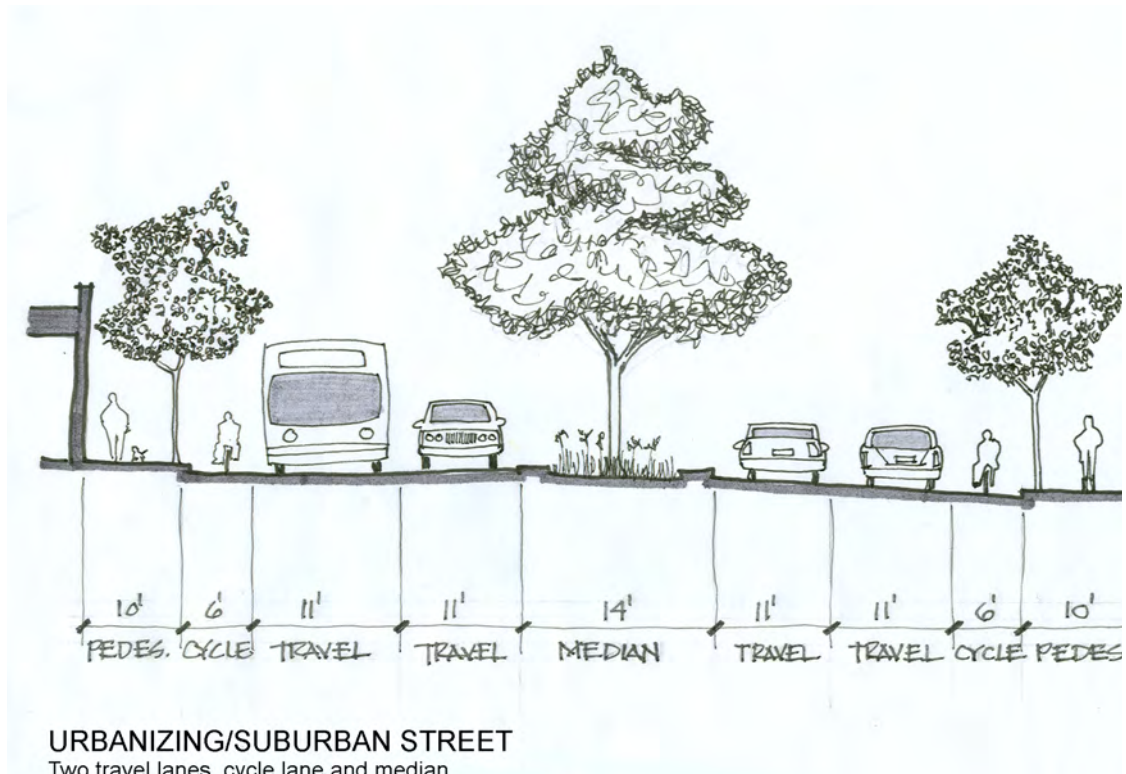 10' 6' 11' 11' 14' 11' 11' 6' 10'
PEDES. CYCLE TRAVEL TRAVEL MEDIAN TRAVEL TRAVEL CYCLE PEDES
URBANIZING/SUBURBAN STREET
Two travel lanes, cycle lane and median